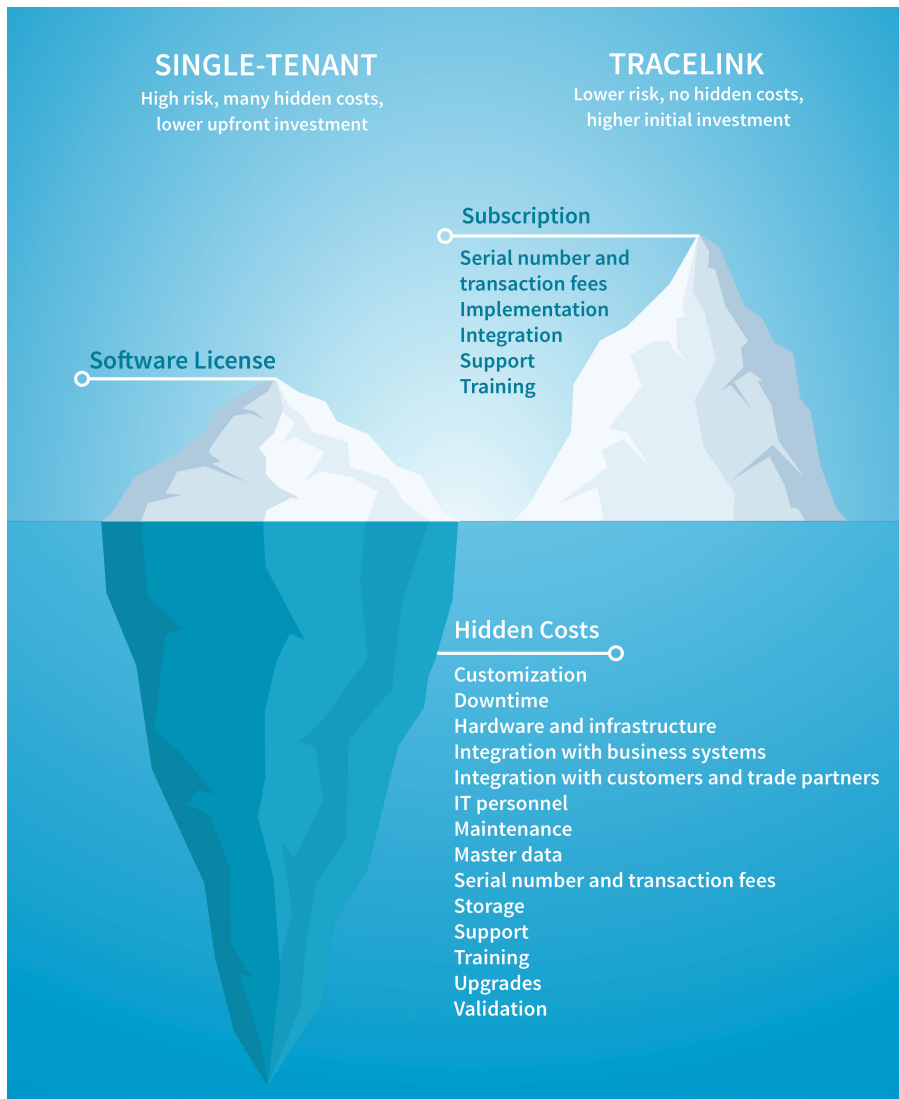 SINGLE-TENANT
High risk, many hidden costs,
lower upfront investment
TRACELINK
Lower risk, no hidden costs,
higher initial investment
Subscription
Serial number and
transaction fees
Implementation
Integration
Support
Training
Software License
Hidden Costs
Customization
Downtime
Hardware and infrastructure
Integration with business systems
Integration with customers and trade partners
IT personnel
Maintenance
Master data
Serial number and transaction fees
Storage
Support
Training
Upgrades
Validation